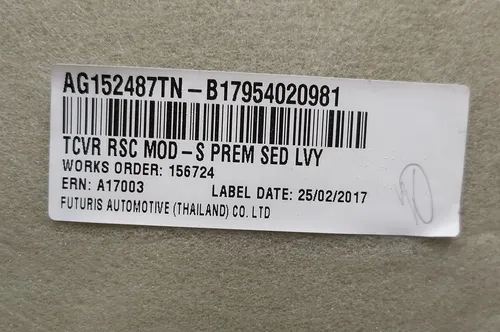 AG152487TN-B17954020981
TCVR RSC MOD-S PREM SED LVY
WORKS ORDER: 156724
ERN: A17003
LABEL DATE: 25/02/2017
FUTURIS AUTOMOTIVE (THAILAND) CO. LTD